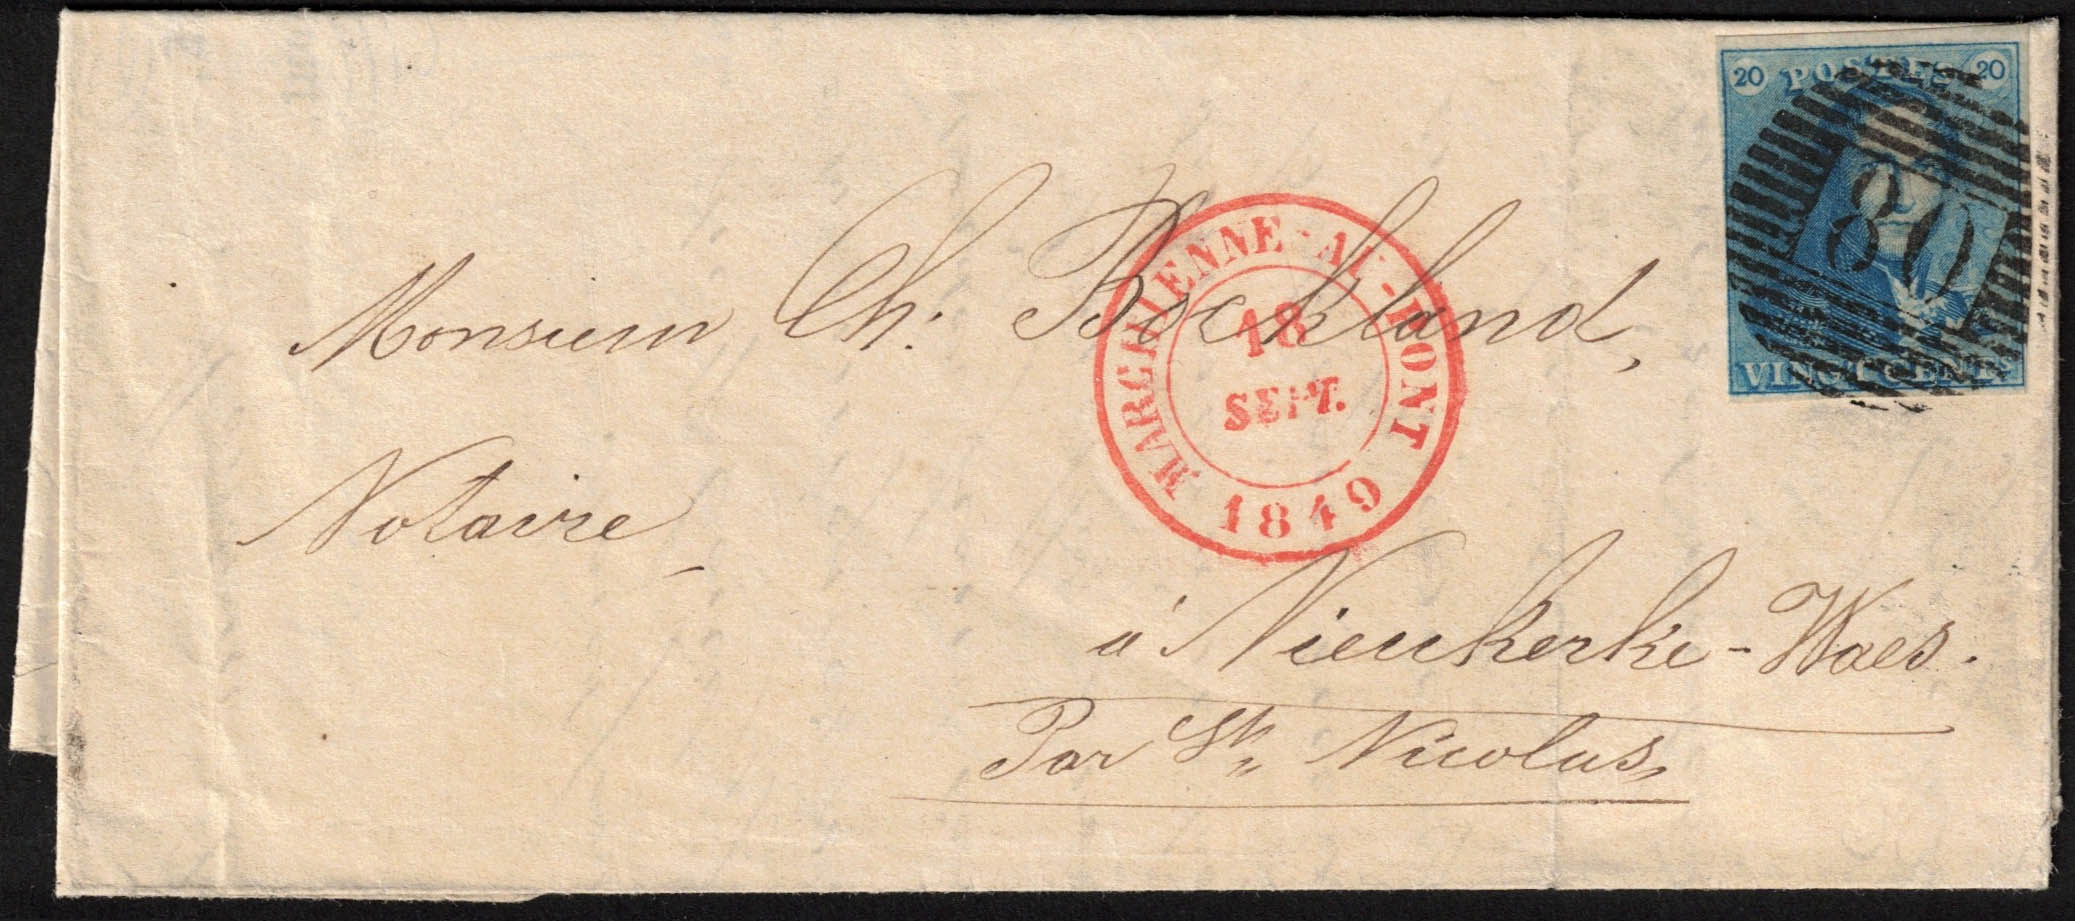 20 POSTES 20
80
VINGT CENTS
MARCHIENNE-AU-PONT
18
SEPT.
1849
Monsieur Ch. Bockland,
Notaire
à Nieukerke-Waes.
Par St. Nicolas,